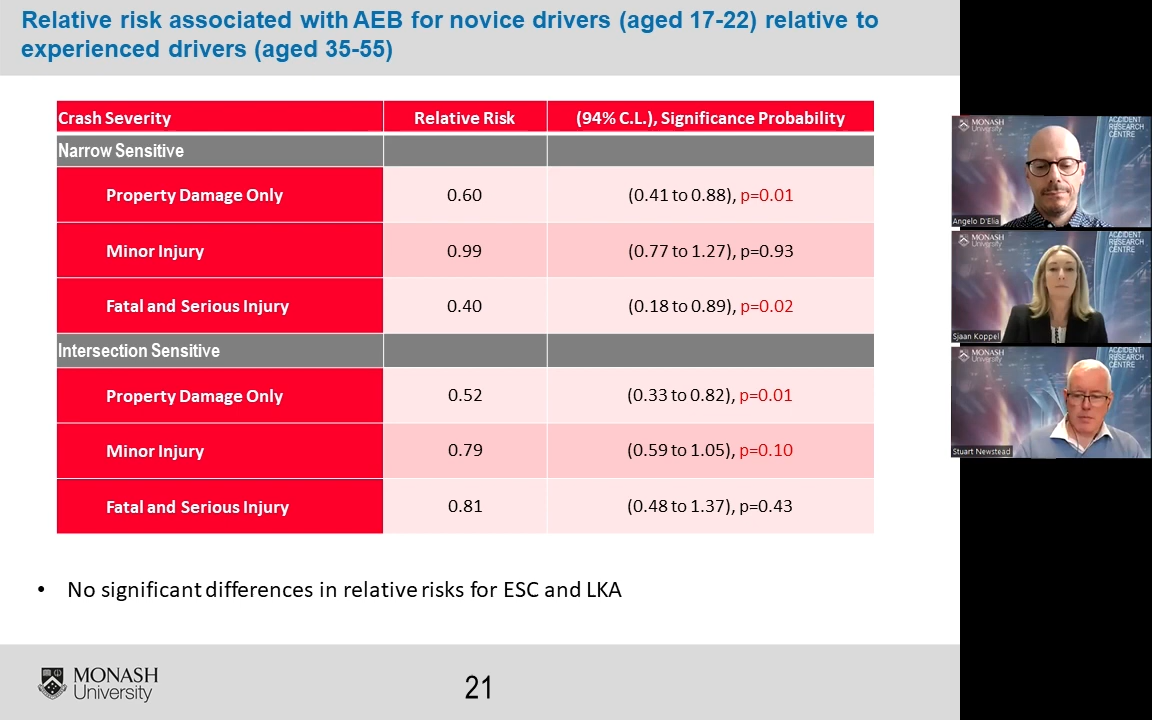 Relative risk associated with AEB for novice drivers (aged 17-22) relative to
experienced drivers (aged 35-55)
Crash Severity Relative Risk (94% C.L.), Significance Probability
Narrow Sensitive
Property Damage Only 0.60 (0.41 to 0.88), p=0.01
Minor Injury 0.99 (0.77 to 1.27), p=0.93
Fatal and Serious Injury 0.40 (0.18 to 0.89), p=0.02
Intersection Sensitive
Property Damage Only 0.52 (0.33 to 0.82), p=0.01
Minor Injury 0.79 (0.59 to 1.05), p=0.10
Fatal and Serious Injury 0.81 (0.48 to 1.37), p=0.43
• No significant differences in relative risks for ESC and LKA
MONASH
University
21
MONASH
University
ACCIDENT
RESEARCH
CENTRE
Angelo D'Elia
MONASH
University
ACCIDENT
RESEARCH
CENTRE
Sjaan Koppel
MONASH
University
ACCIDENT
RESEARCH
CENTRE
Stuart Newstead